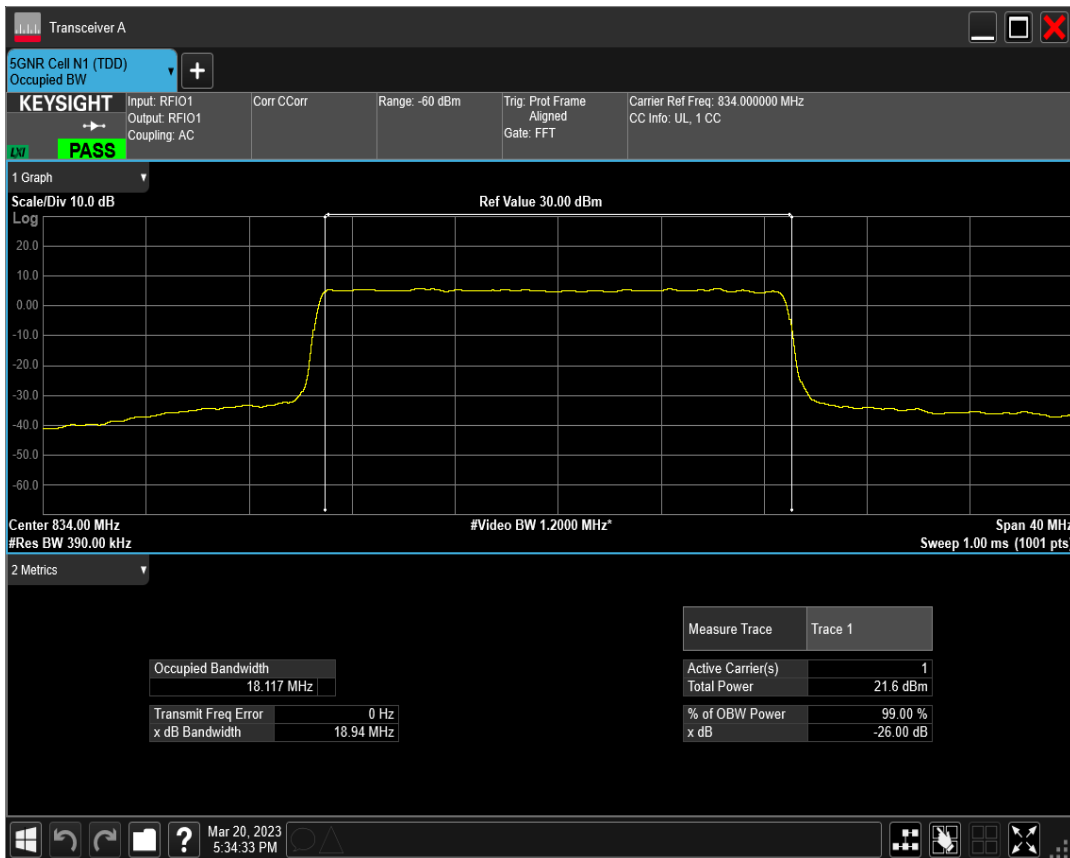 Transceiver A
5GNR Cell N1 (TDD)
Occupied BW
KEYSIGHT
LXI
PASS
Input: RFIO1
Output: RFIO1
Coupling: AC
Corr CCorr
Range: -60 dBm
Trig: Prot Frame
Aligned
Gate: FFT
Carrier Ref Freq: 834.000000 MHz
CC Info: UL, 1 CC
1 Graph
Scale/Div 10.0 dB
Ref Value 30.00 dBm
Log
20.0
10.0
0.00
-10.0
-20.0
-30.0
-40.0
-50.0
-60.0
Center 834.00 MHz
#Video BW 1.2000 MHz*
Span 40 MHz
#Res BW 390.00 kHz
Sweep 1.00 ms (1001 pts)
2 Metrics
Measure Trace Trace 1
Occupied Bandwidth
18.117 MHz
Active Carrier(s) 1
Total Power 21.6 dBm
Transmit Freq Error 0 Hz
x dB Bandwidth 18.94 MHz
% of OBW Power 99.00 %
x dB -26.00 dB
?
Mar 20, 2023
5:34:33 PM